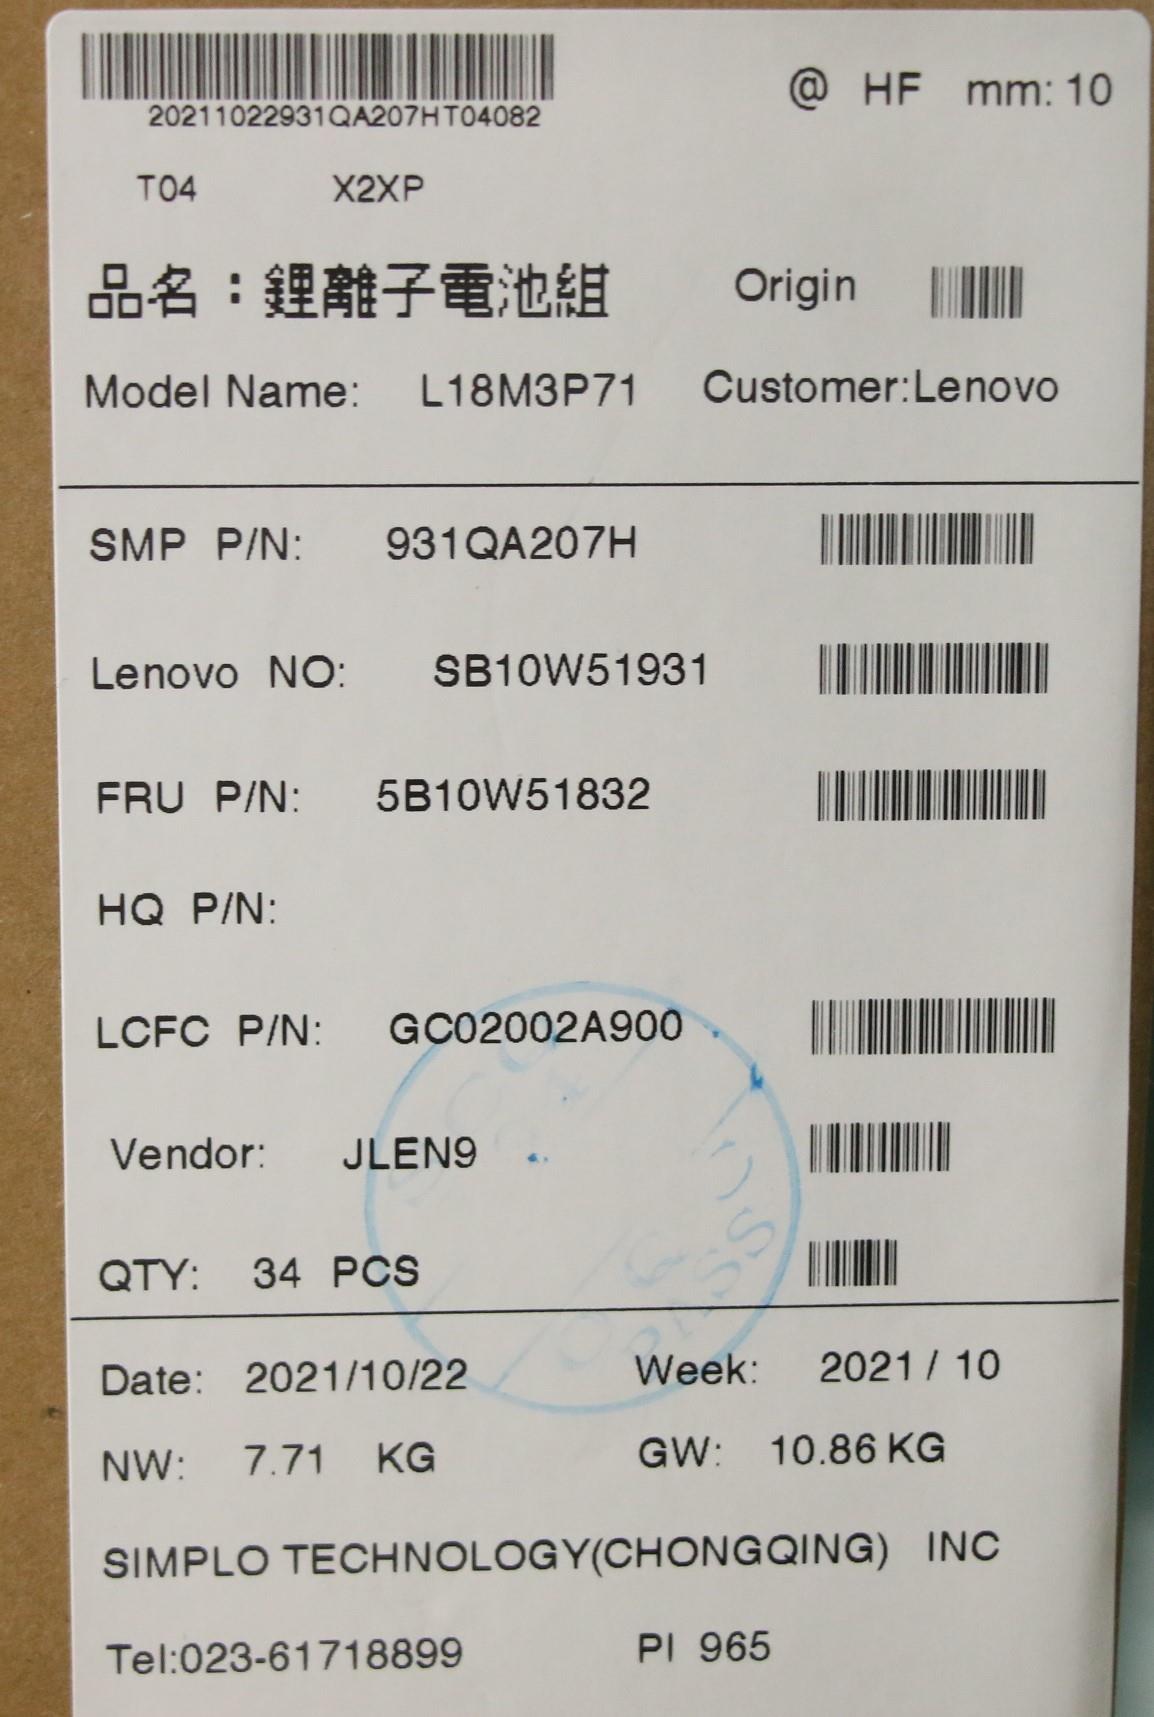 @ HF mm: 10
20211022931QA207HT04082
T04 X2XP
品名：鋰離子電池組 Origin
Model Name: L18M3P71 Customer:Lenovo
SMP P/N: 931QA207H
Lenovo NO: SB10W51931
FRU P/N: 5B10W51832
HQ P/N:
LCFC P/N: GC02002A900
Vendor: JLEN9
QTY: 34 PCS
OQC
PASS
Date: 2021/10/22 Week: 2021 / 10
NW: 7.71 KG GW: 10.86 KG
SIMPLO TECHNOLOGY(CHONGQING) INC
Tel:023-61718899 PI 965